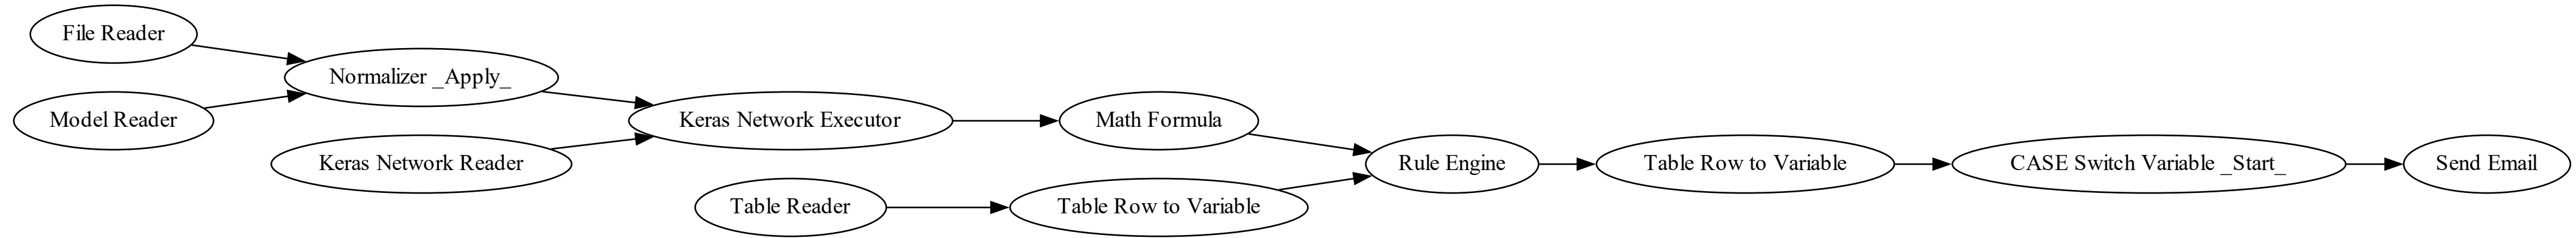 File Reader
Model Reader
Normalizer _Apply_
Keras Network Reader
Keras Network Executor
Table Reader
Math Formula
Table Row to Variable
Rule Engine
Table Row to Variable
CASE Switch Variable _Start_
Send Email